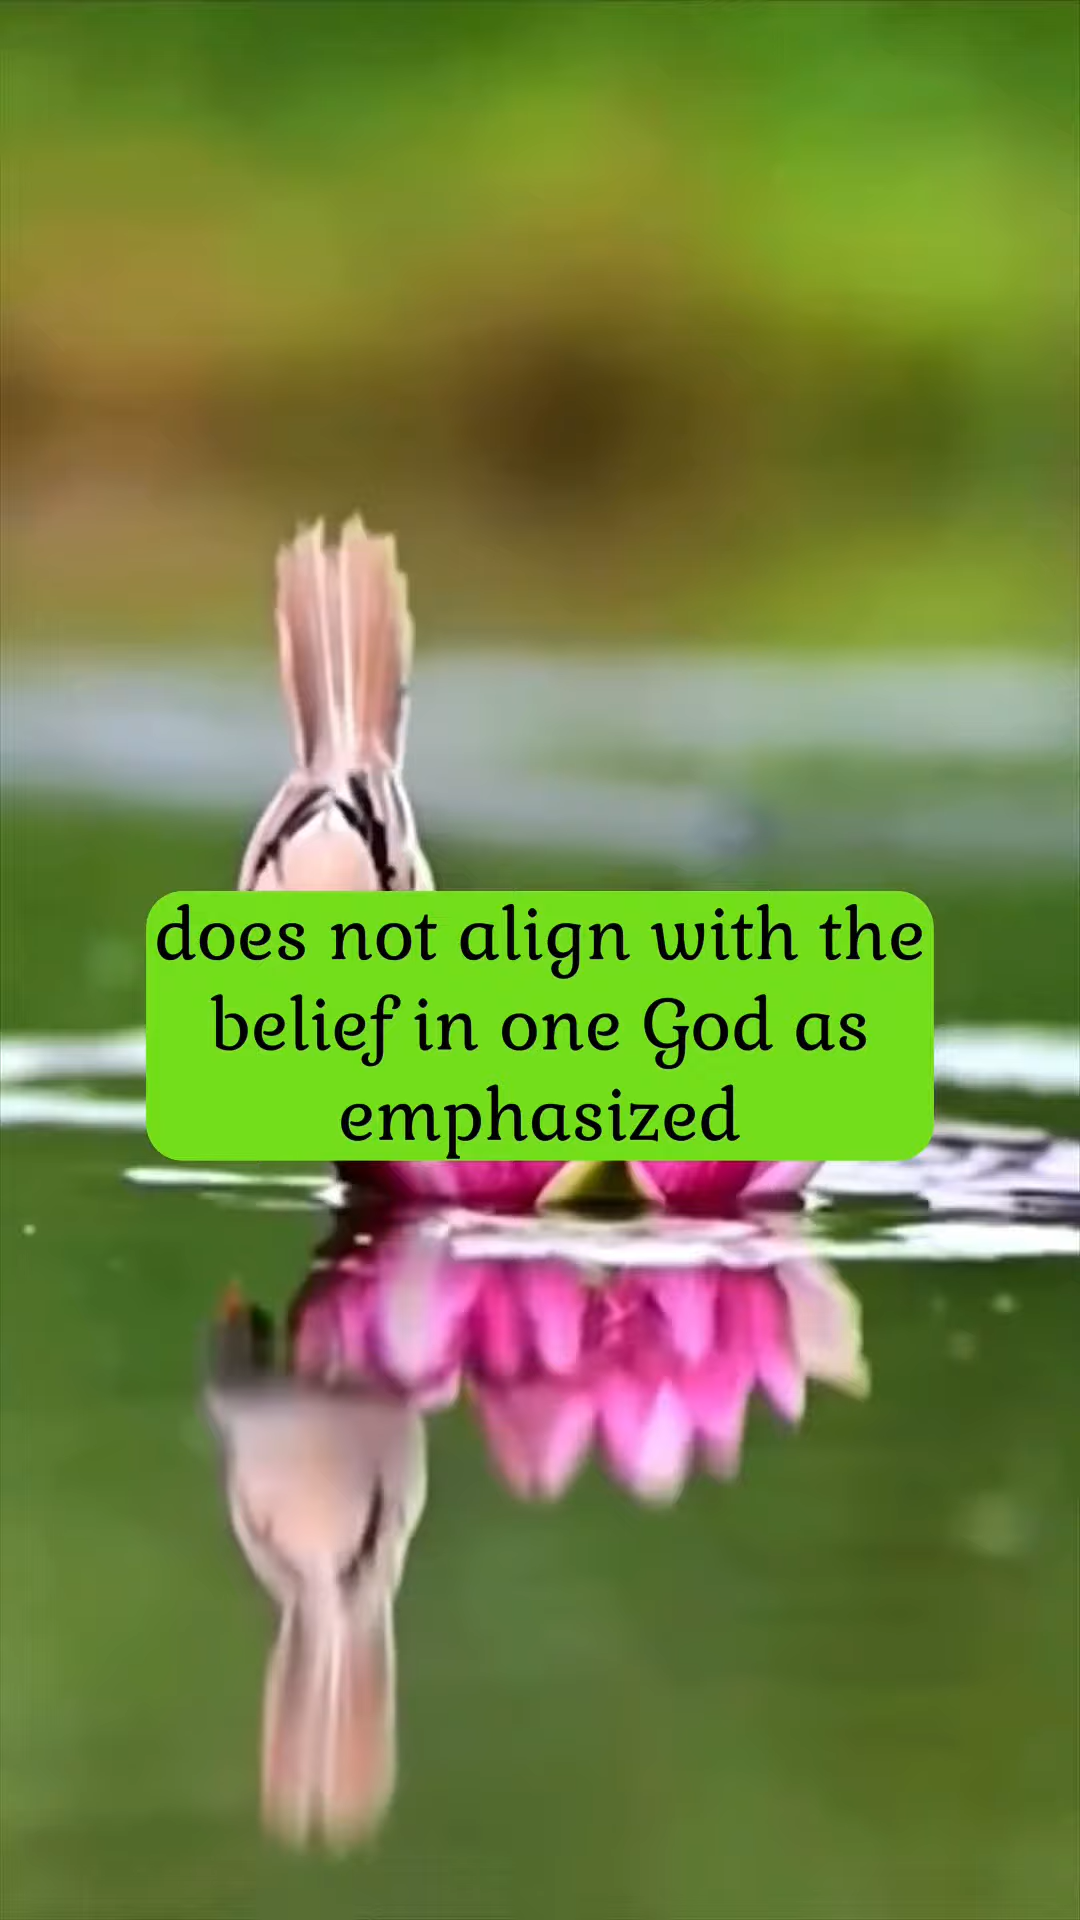 does not align with the
belief in one God as
emphasized